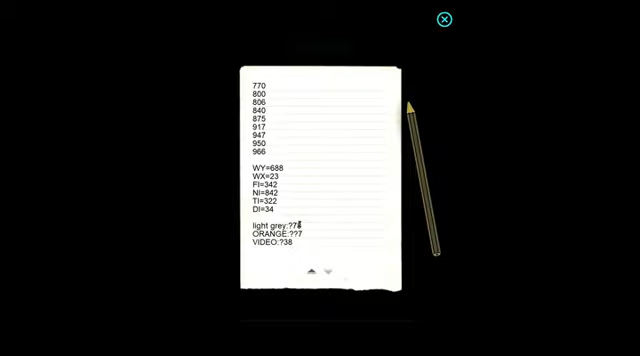 770
800
806
840
875
917
947
950
966
WY=688
WX=23
FI=342
NI=842
TI=322
DI=34
light grey:?78
ORANGE:??7
VIDEO:?38